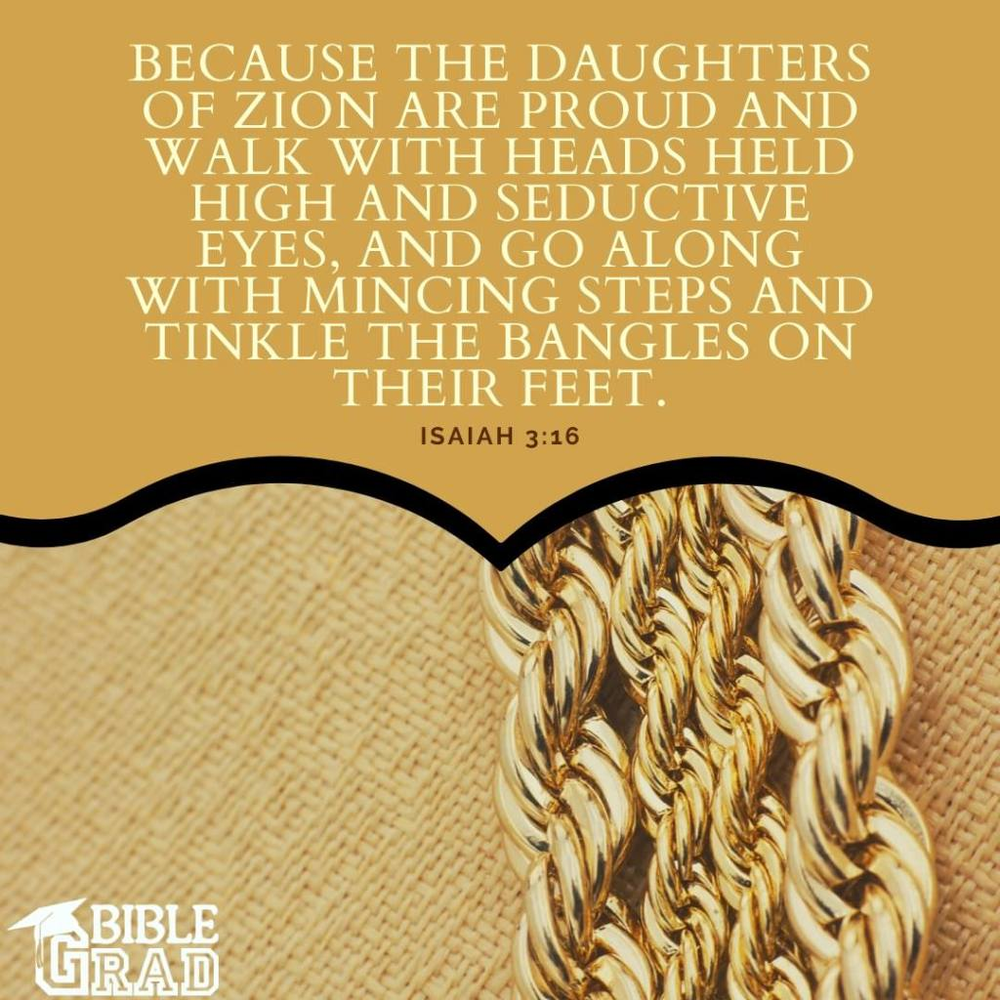 BECAUSE THE DAUGHTERS
OF ZION ARE PROUD AND
WALK WITH HEADS HELD
HIGH AND SEDUCTIVE
EYES, AND GO ALONG
WITH MINCING STEPS AND
TINKLE THE BANGLES ON
THEIR FEET.
ISAIAH 3:16
BIBLE
GRAD